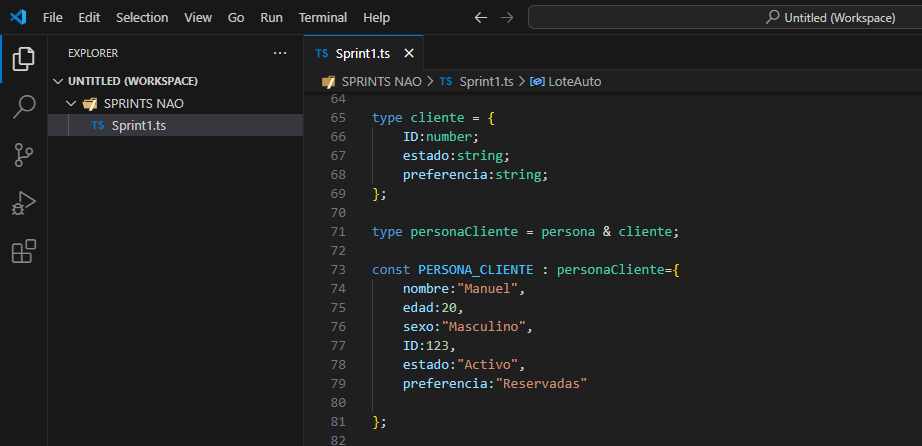 File Edit Selection View Go Run Terminal Help
Untitled (Workspace)
EXPLORER
UNTITLED (WORKSPACE)
SPRINTS NAO
TS Sprint1.ts
TS Sprint1.ts
SPRINTS NAO > TS Sprint1.ts > LoteAuto
64
65 type cliente = {
66 ID:number;
67 estado:string;
68 preferencia:string;
69 };
70
71 type personaCliente = persona & cliente;
72
73 const PERSONA_CLIENTE : personaCliente={
74 nombre:"Manuel",
75 edad:20,
76 sexo:"Masculino",
77 ID:123,
78 estado:"Activo",
79 preferencia:"Reservadas"
80
81 };
82